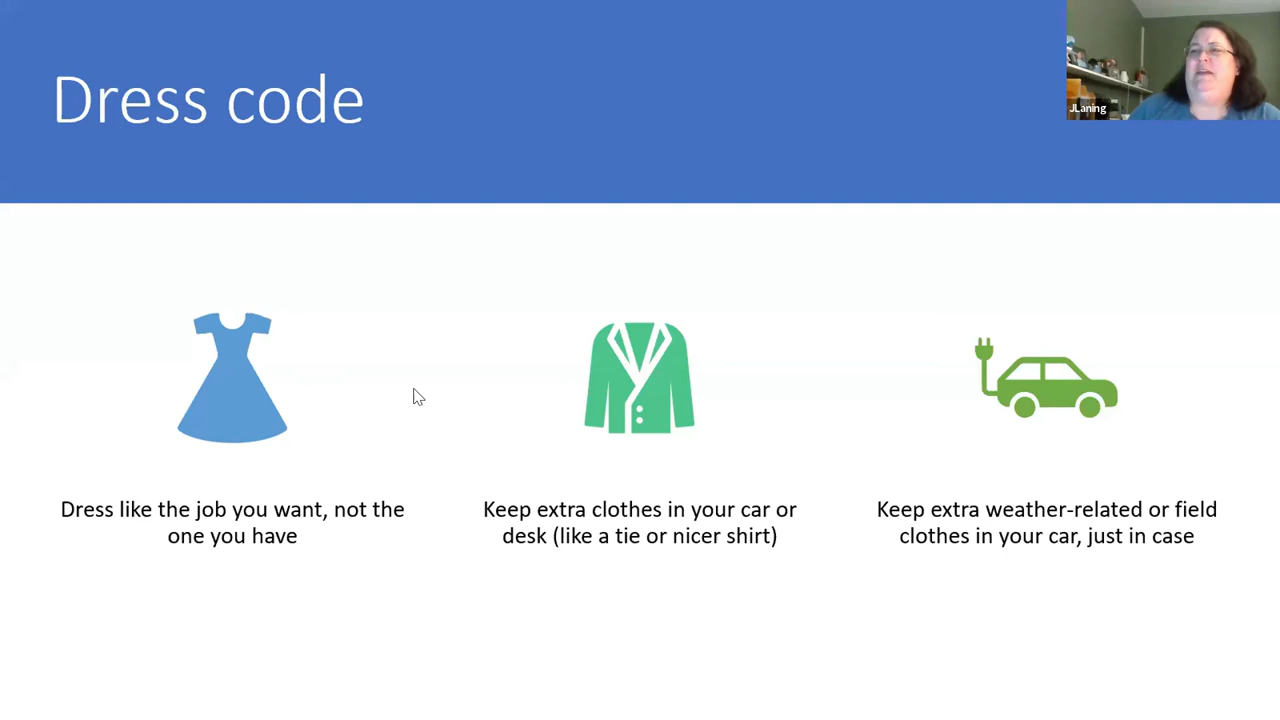 Dress code
JLaning
Dress like the job you want, not the
one you have
Keep extra clothes in your car or
desk (like a tie or nicer shirt)
Keep extra weather-related or field
clothes in your car, just in case